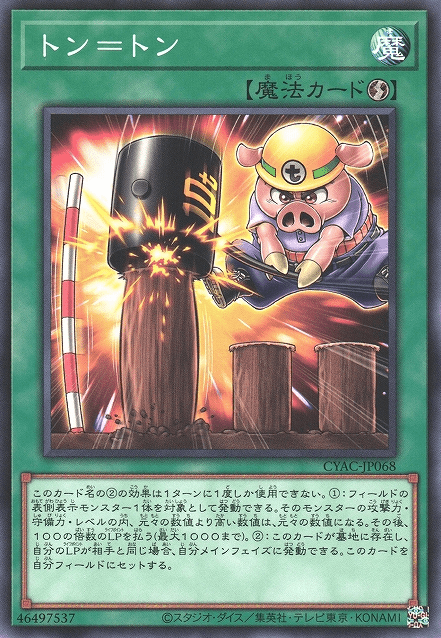 トン＝トン
魔
【魔法カード】
10t
t
CYAC-JP068
このカード名の②の効果は1ターンに1度しか使用できない。①：フィールドの
表側表示モンスター1体を対象として発動できる。そのモンスターの攻撃力・
守備力・レベルの内、元々の数値より高い数値は、元々の数値になる。その後、
100の倍数のLPを払う(最大1000まで)。②：このカードが墓地に存在し、
自分のLPが相手と同じ場合、自分メインフェイズに発動できる。このカードを
自分フィールドにセットする。
46497537
©スタジオ・ダイス／集英社・テレビ東京・KONAMI